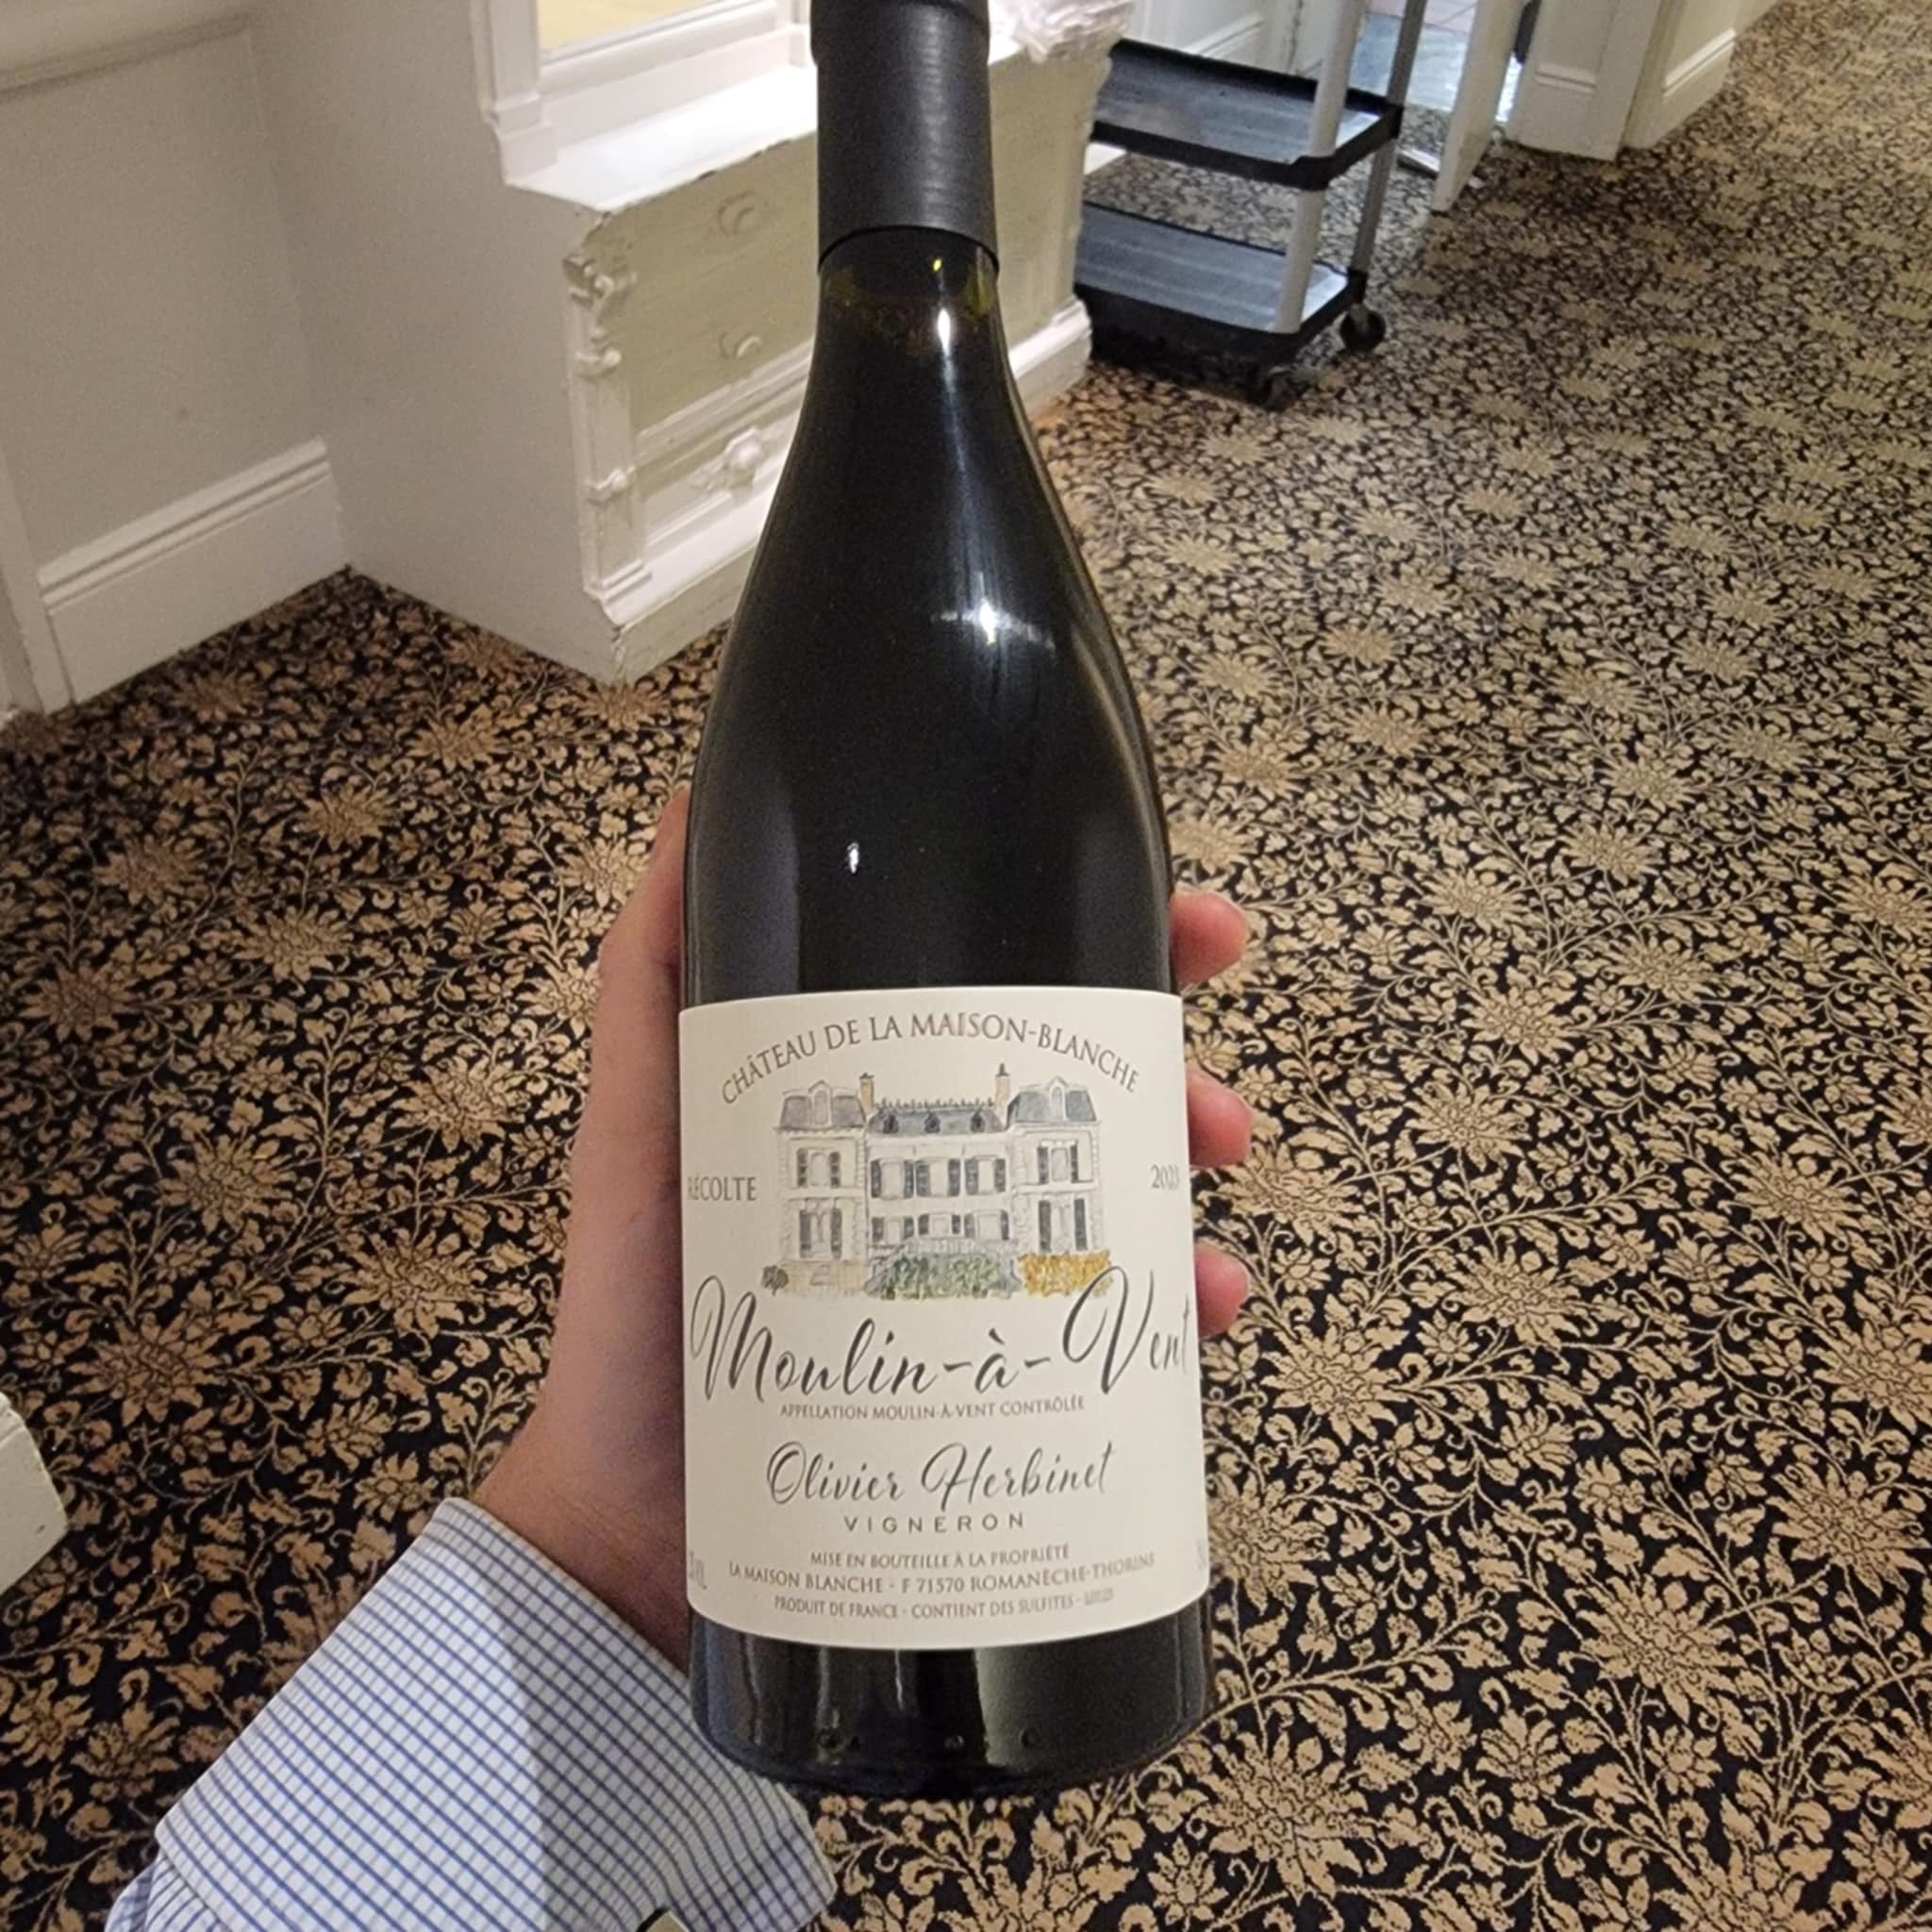 CHÂTEAU DE LA MAISON-BLANCHE
RÉCOLTE
Moulin-à-Vent
APPELLATION MOULIN-À-VENT CONTRÔLÉE
Olivier Herbinet
VIGNERON
MISE EN BOUTEILLE À LA PROPRIÉTÉ
LA MAISON BLANCHE - F 71570 ROMANÈCHE-THORINS
PRODUIT DE FRANCE - CONTIENT DES SULFITES -